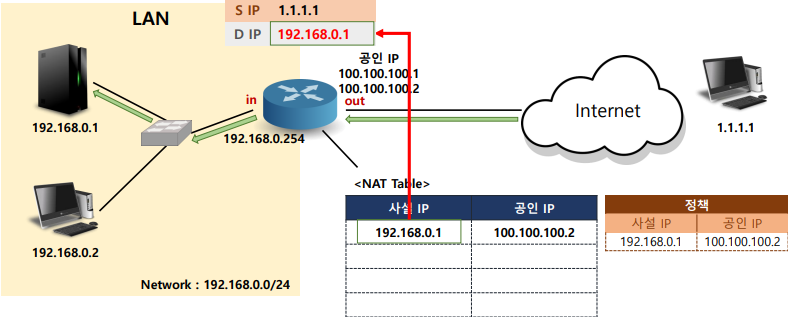 LAN
S IP 1.1.1.1
D IP 192.168.0.1
공인 IP
100.100.100.1
100.100.100.2
in
out
192.168.0.1
192.168.0.254
Internet
1.1.1.1
<NAT Table>
사설 IP 공인 IP
192.168.0.1 100.100.100.2
정책
사설 IP 공인 IP
192.168.0.1 100.100.100.2
192.168.0.2
Network : 192.168.0.0/24